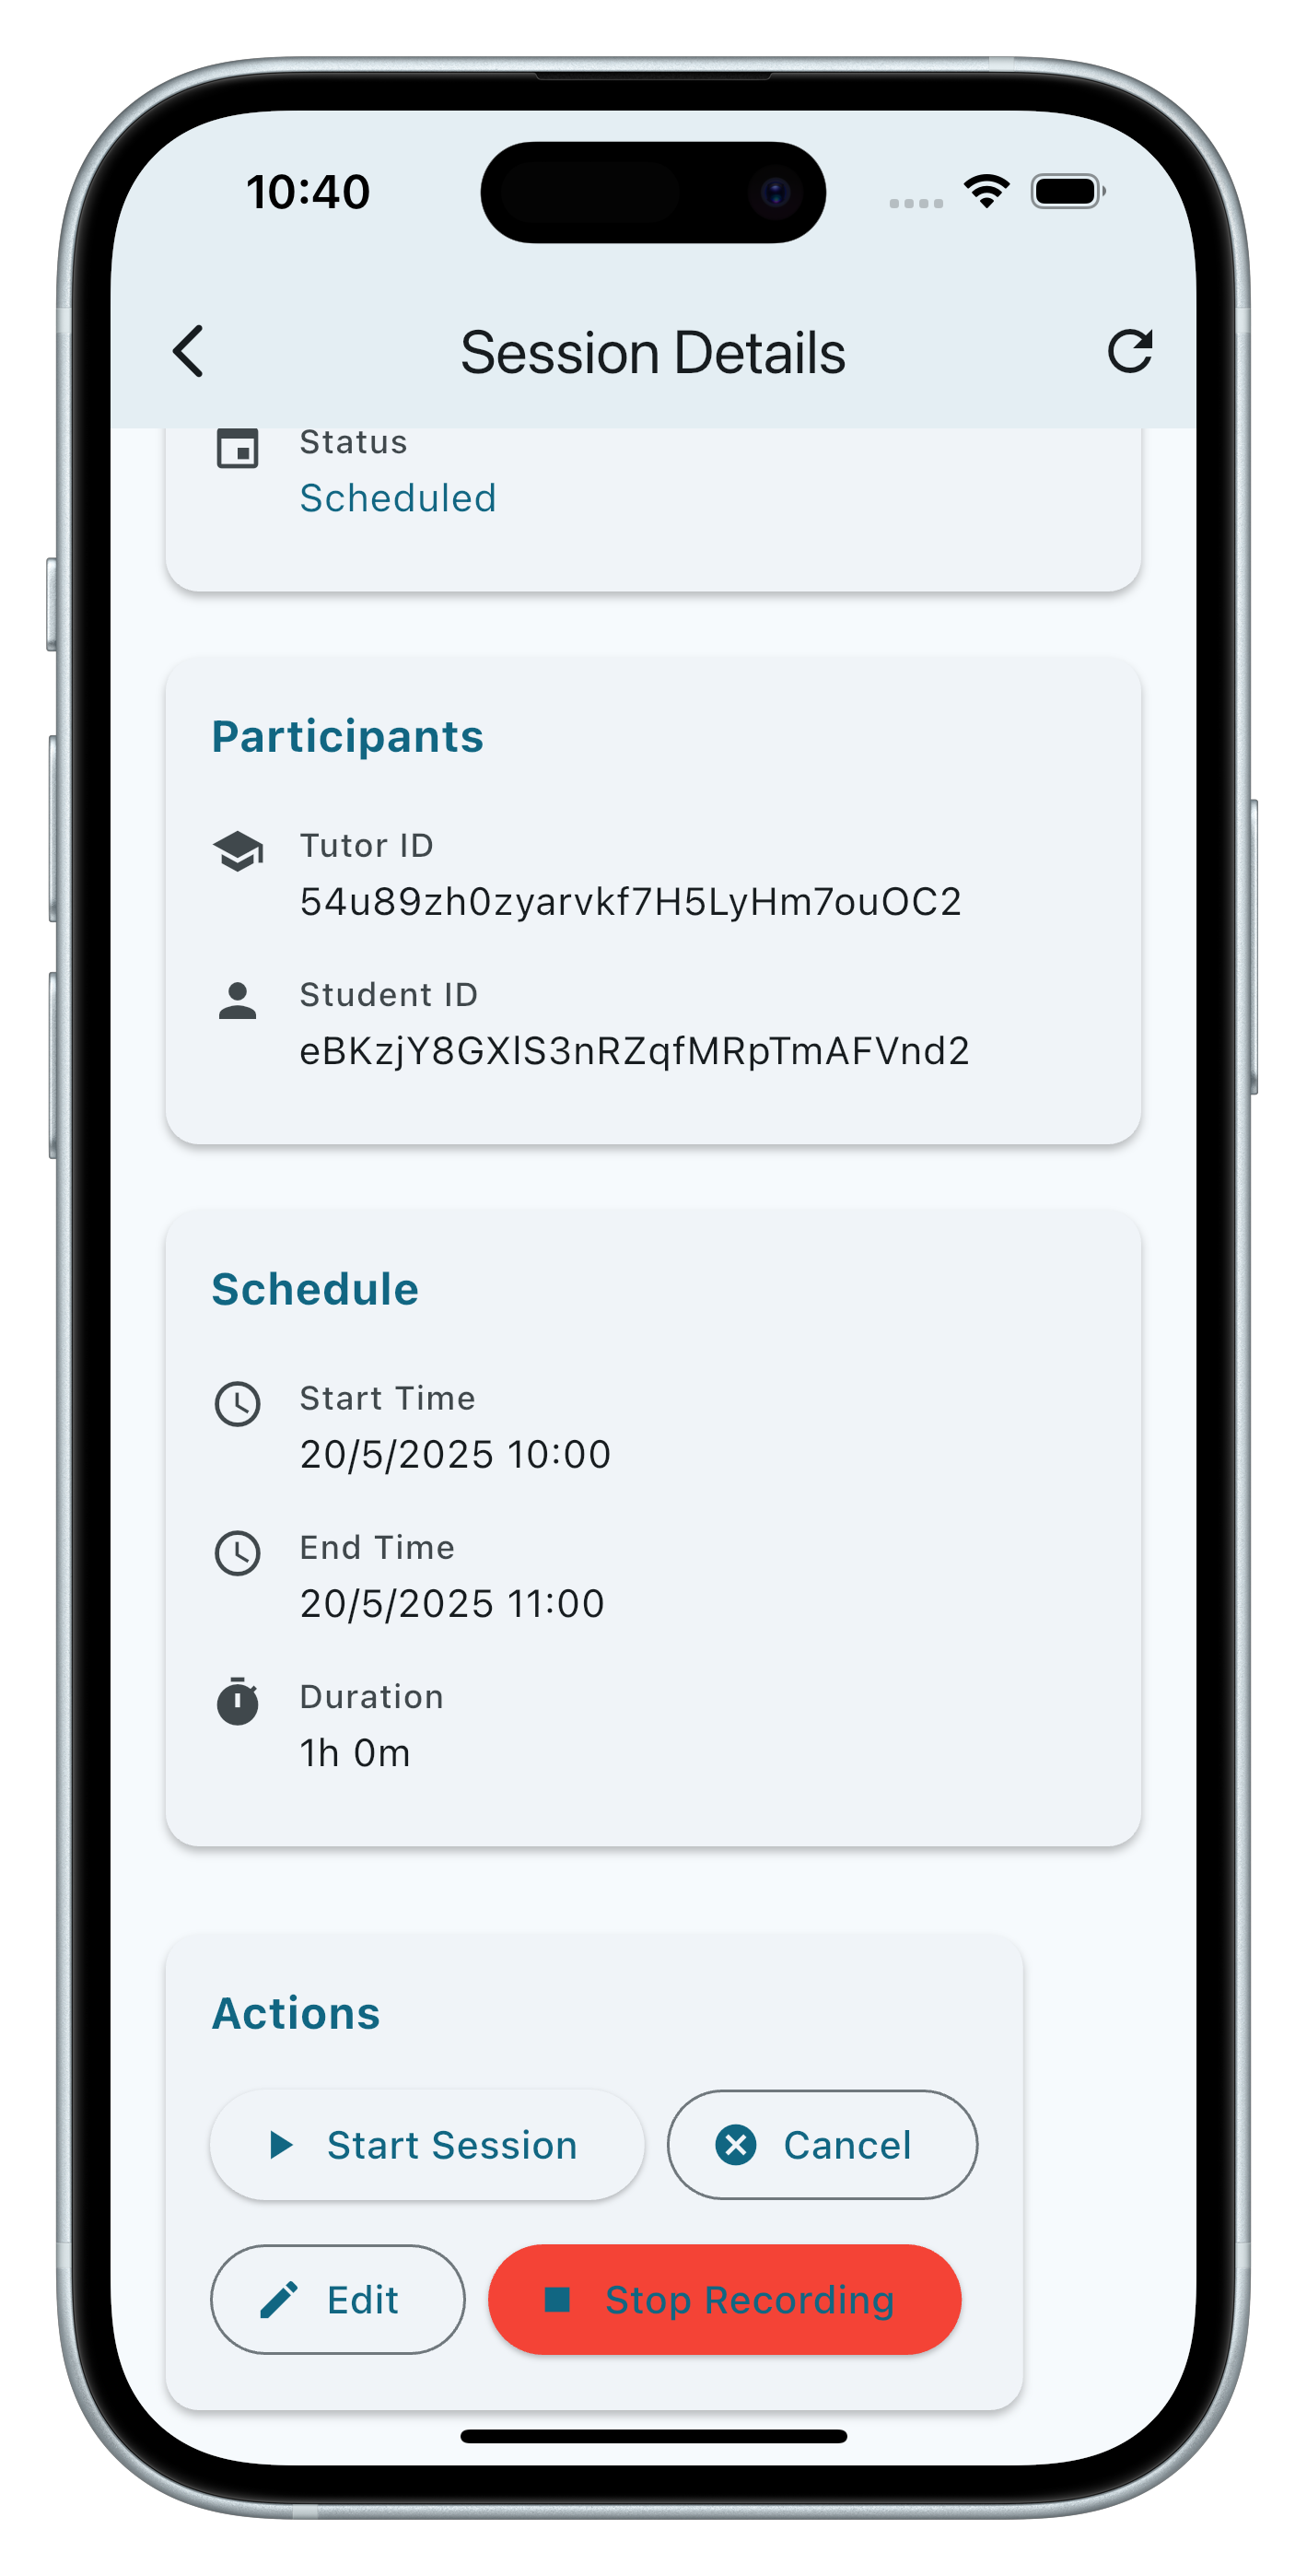 10:40
Session Details
Status
Scheduled
Participants
Tutor ID
54u89zh0zyarvkf7H5LyHm7ouOC2
Student ID
eBKzjY8GXlS3nRZqfMRpTmAFVnd2
Schedule
Start Time
20/5/2025 10:00
End Time
20/5/2025 11:00
Duration
1h 0m
Actions
Start Session
Cancel
Edit
Stop Recording